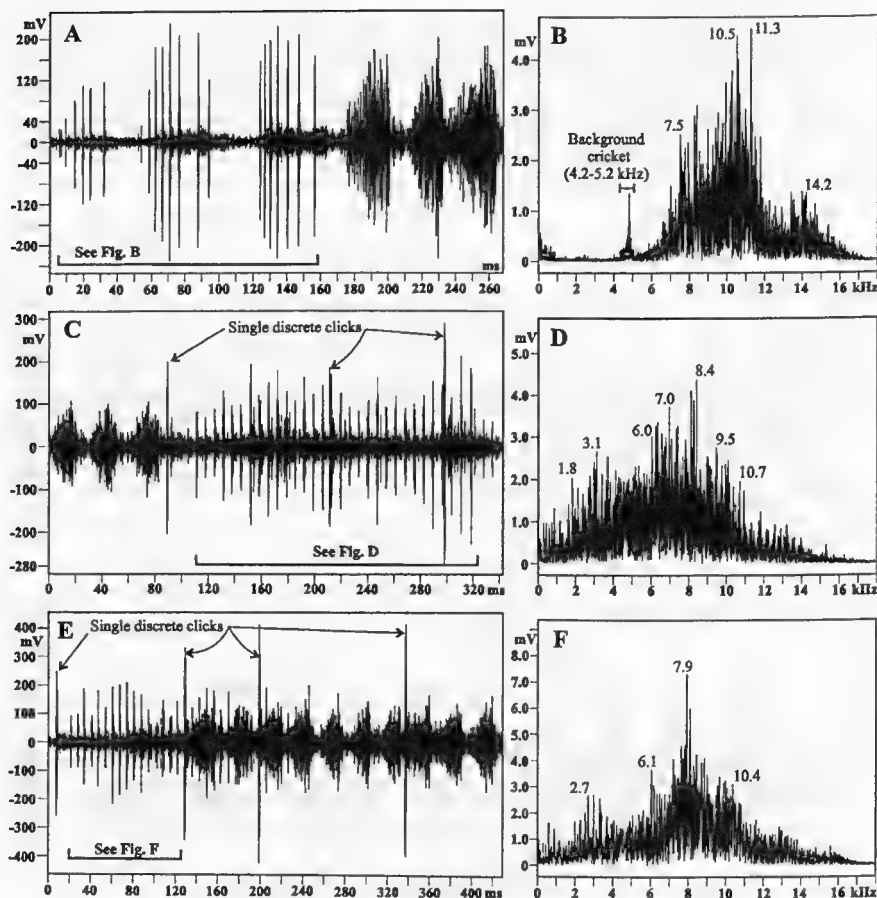 A
mV
200
120
40
0
-40
-120
-200
See Fig. B
ms
0 20 40 60 80 100 120 140 160 180 200 220 240 260
B
mV
4.0
3.0
2.0
1.0
0
10.5
11.3
7.5
Background
cricket
(4.2-5.2 kHz)
14.2
0 2 4 6 8 10 12 14 16 kHz
C
300
mV
200
100
0
-100
-200
-280
Single discrete clicks
See Fig. D
0 40 80 120 160 200 240 280 320 ms
D
5.0
mV
4.0
3.0
2.0
1.0
0
8.4
7.0
6.0
3.1
1.8
9.5
10.7
0 2 4 6 8 10 12 14 16 kHz
E
400
mV
300
200
100
0
-100
-200
-300
-400
Single discrete clicks
See Fig. F
0 40 80 120 160 200 240 280 320 360 400 ms
F
mV
8.0
7.0
6.0
5.0
4.0
3.0
2.0
1.0
0
7.9
6.1
2.7
10.4
0 2 4 6 8 10 12 14 16 kHz